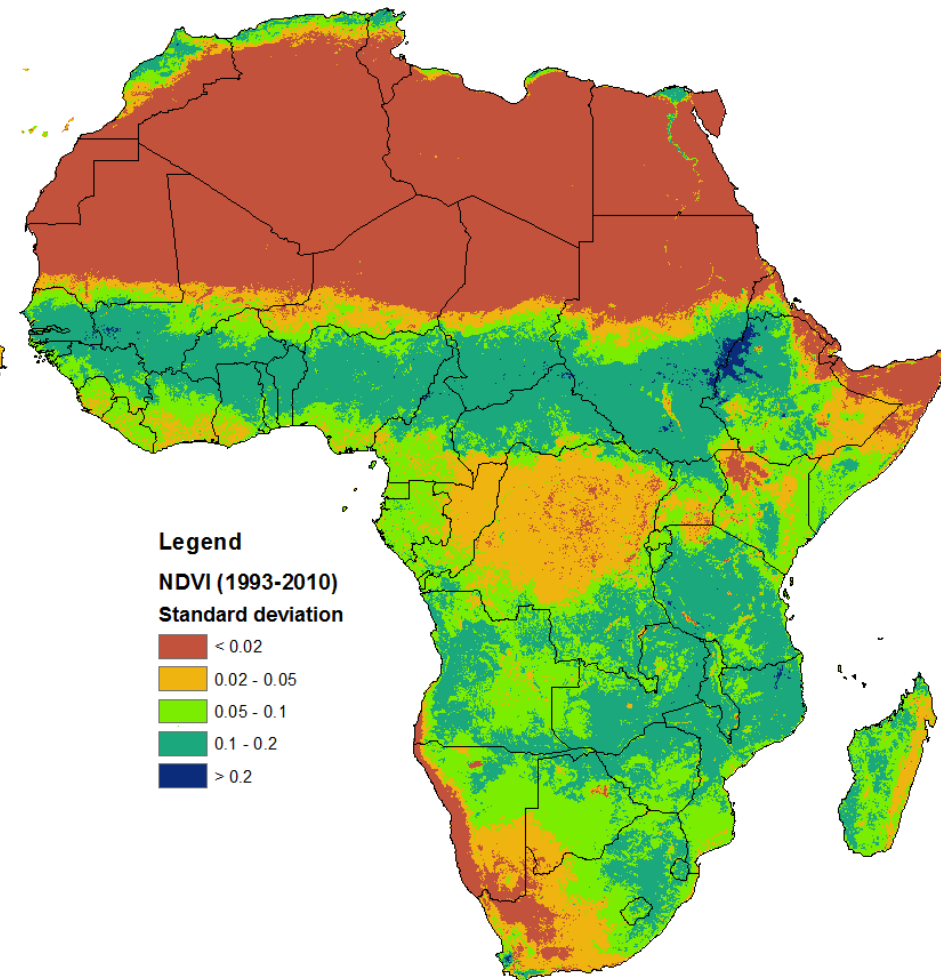 Legend
NDVI (1993-2010)
Standard deviation
< 0.02
0.02 - 0.05
0.05 - 0.1
0.1 - 0.2
> 0.2